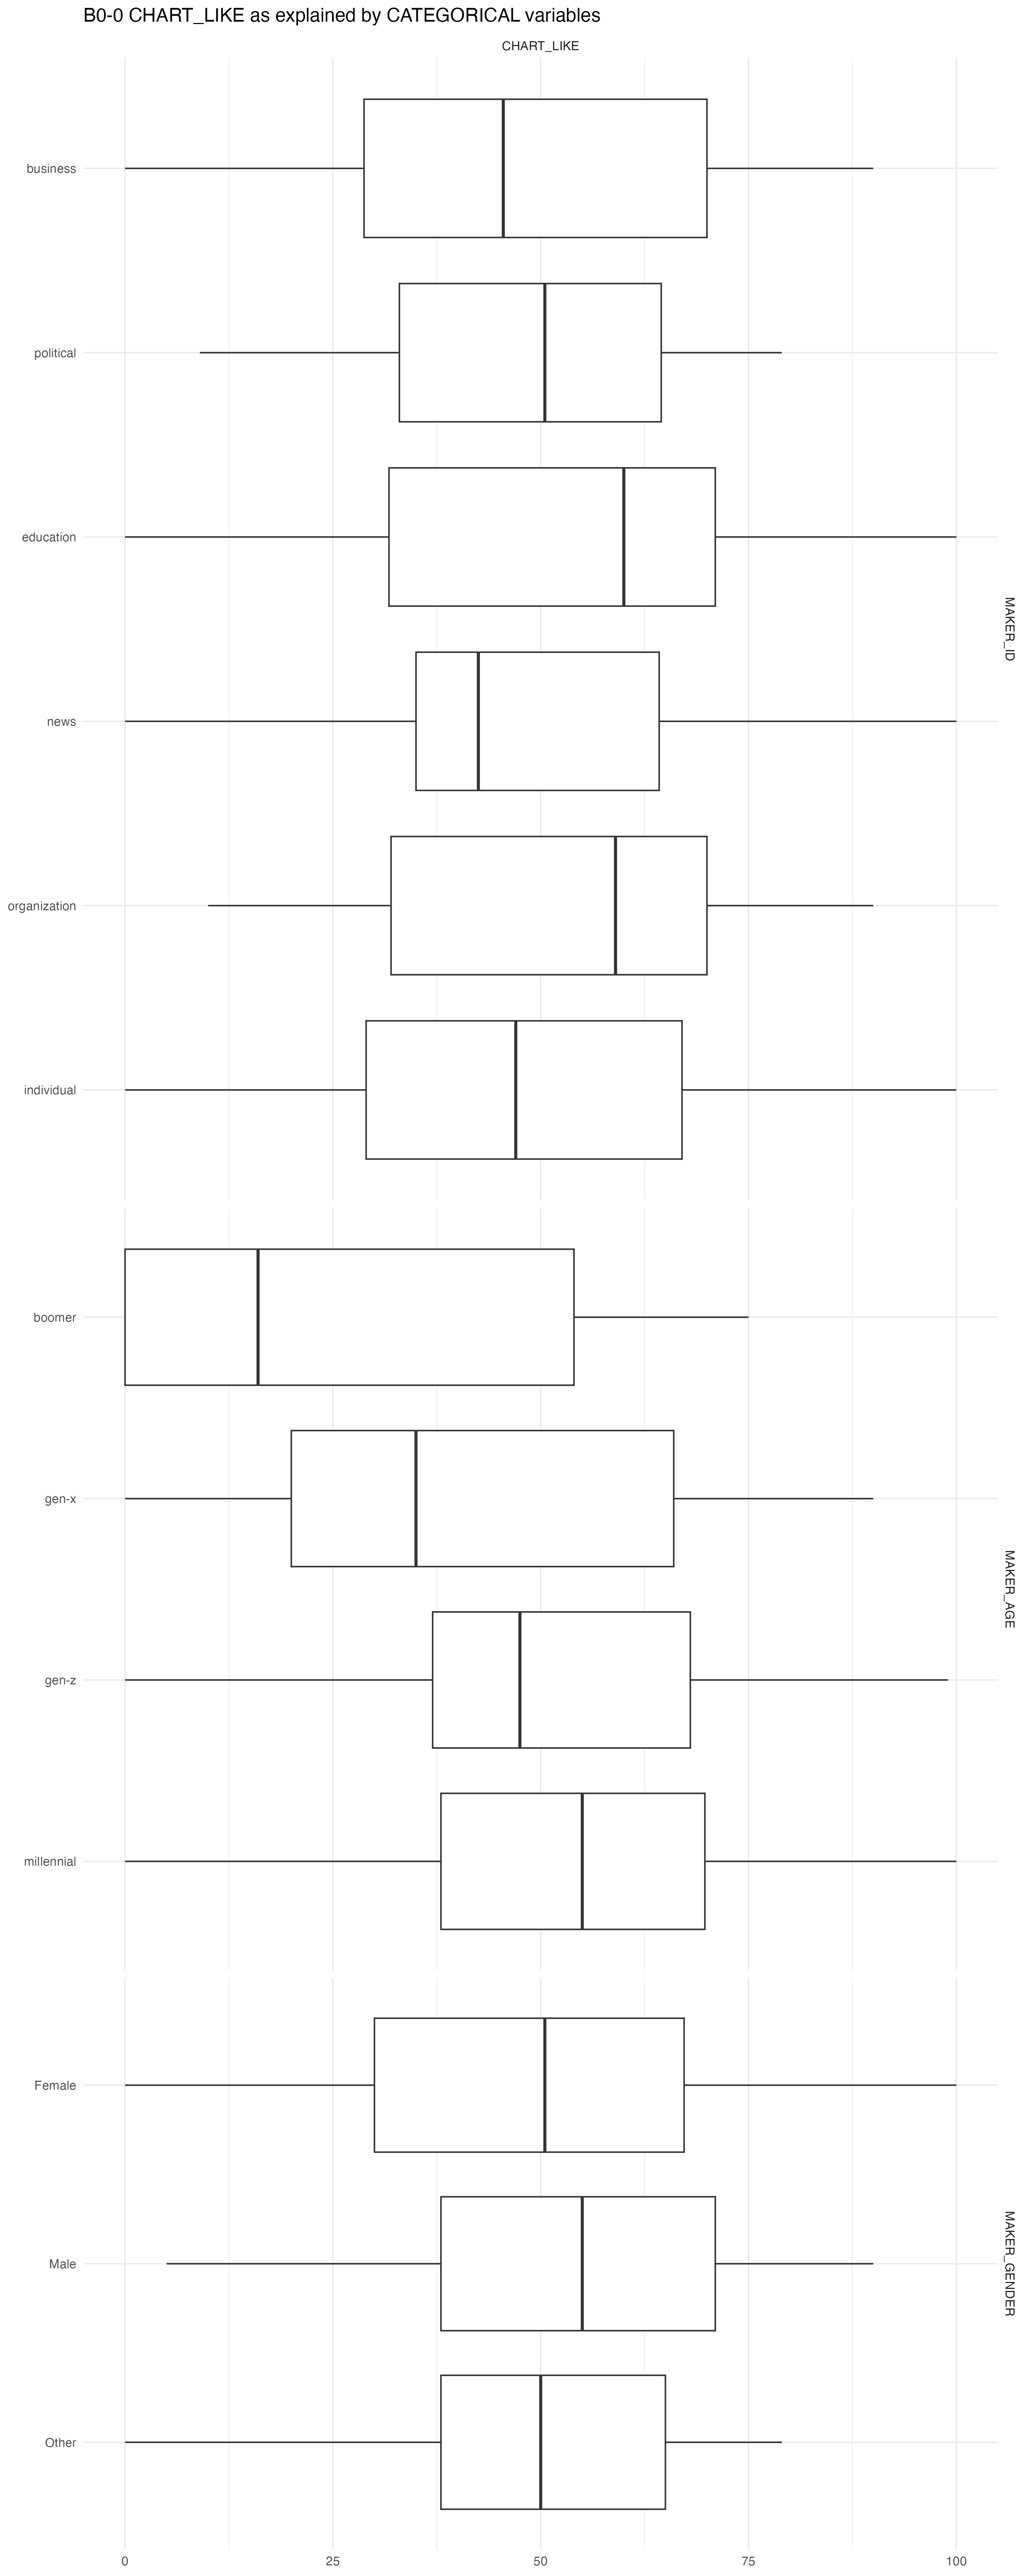 B0-0 CHART_LIKE as explained by CATEGORICAL variables
CHART_LIKE
business
political
education
news
organization
individual
MAKER_ID
boomer
gen-x
gen-z
millennial
MAKER_AGE
Female
Male
Other
MAKER_GENDER
0 25 50 75 100